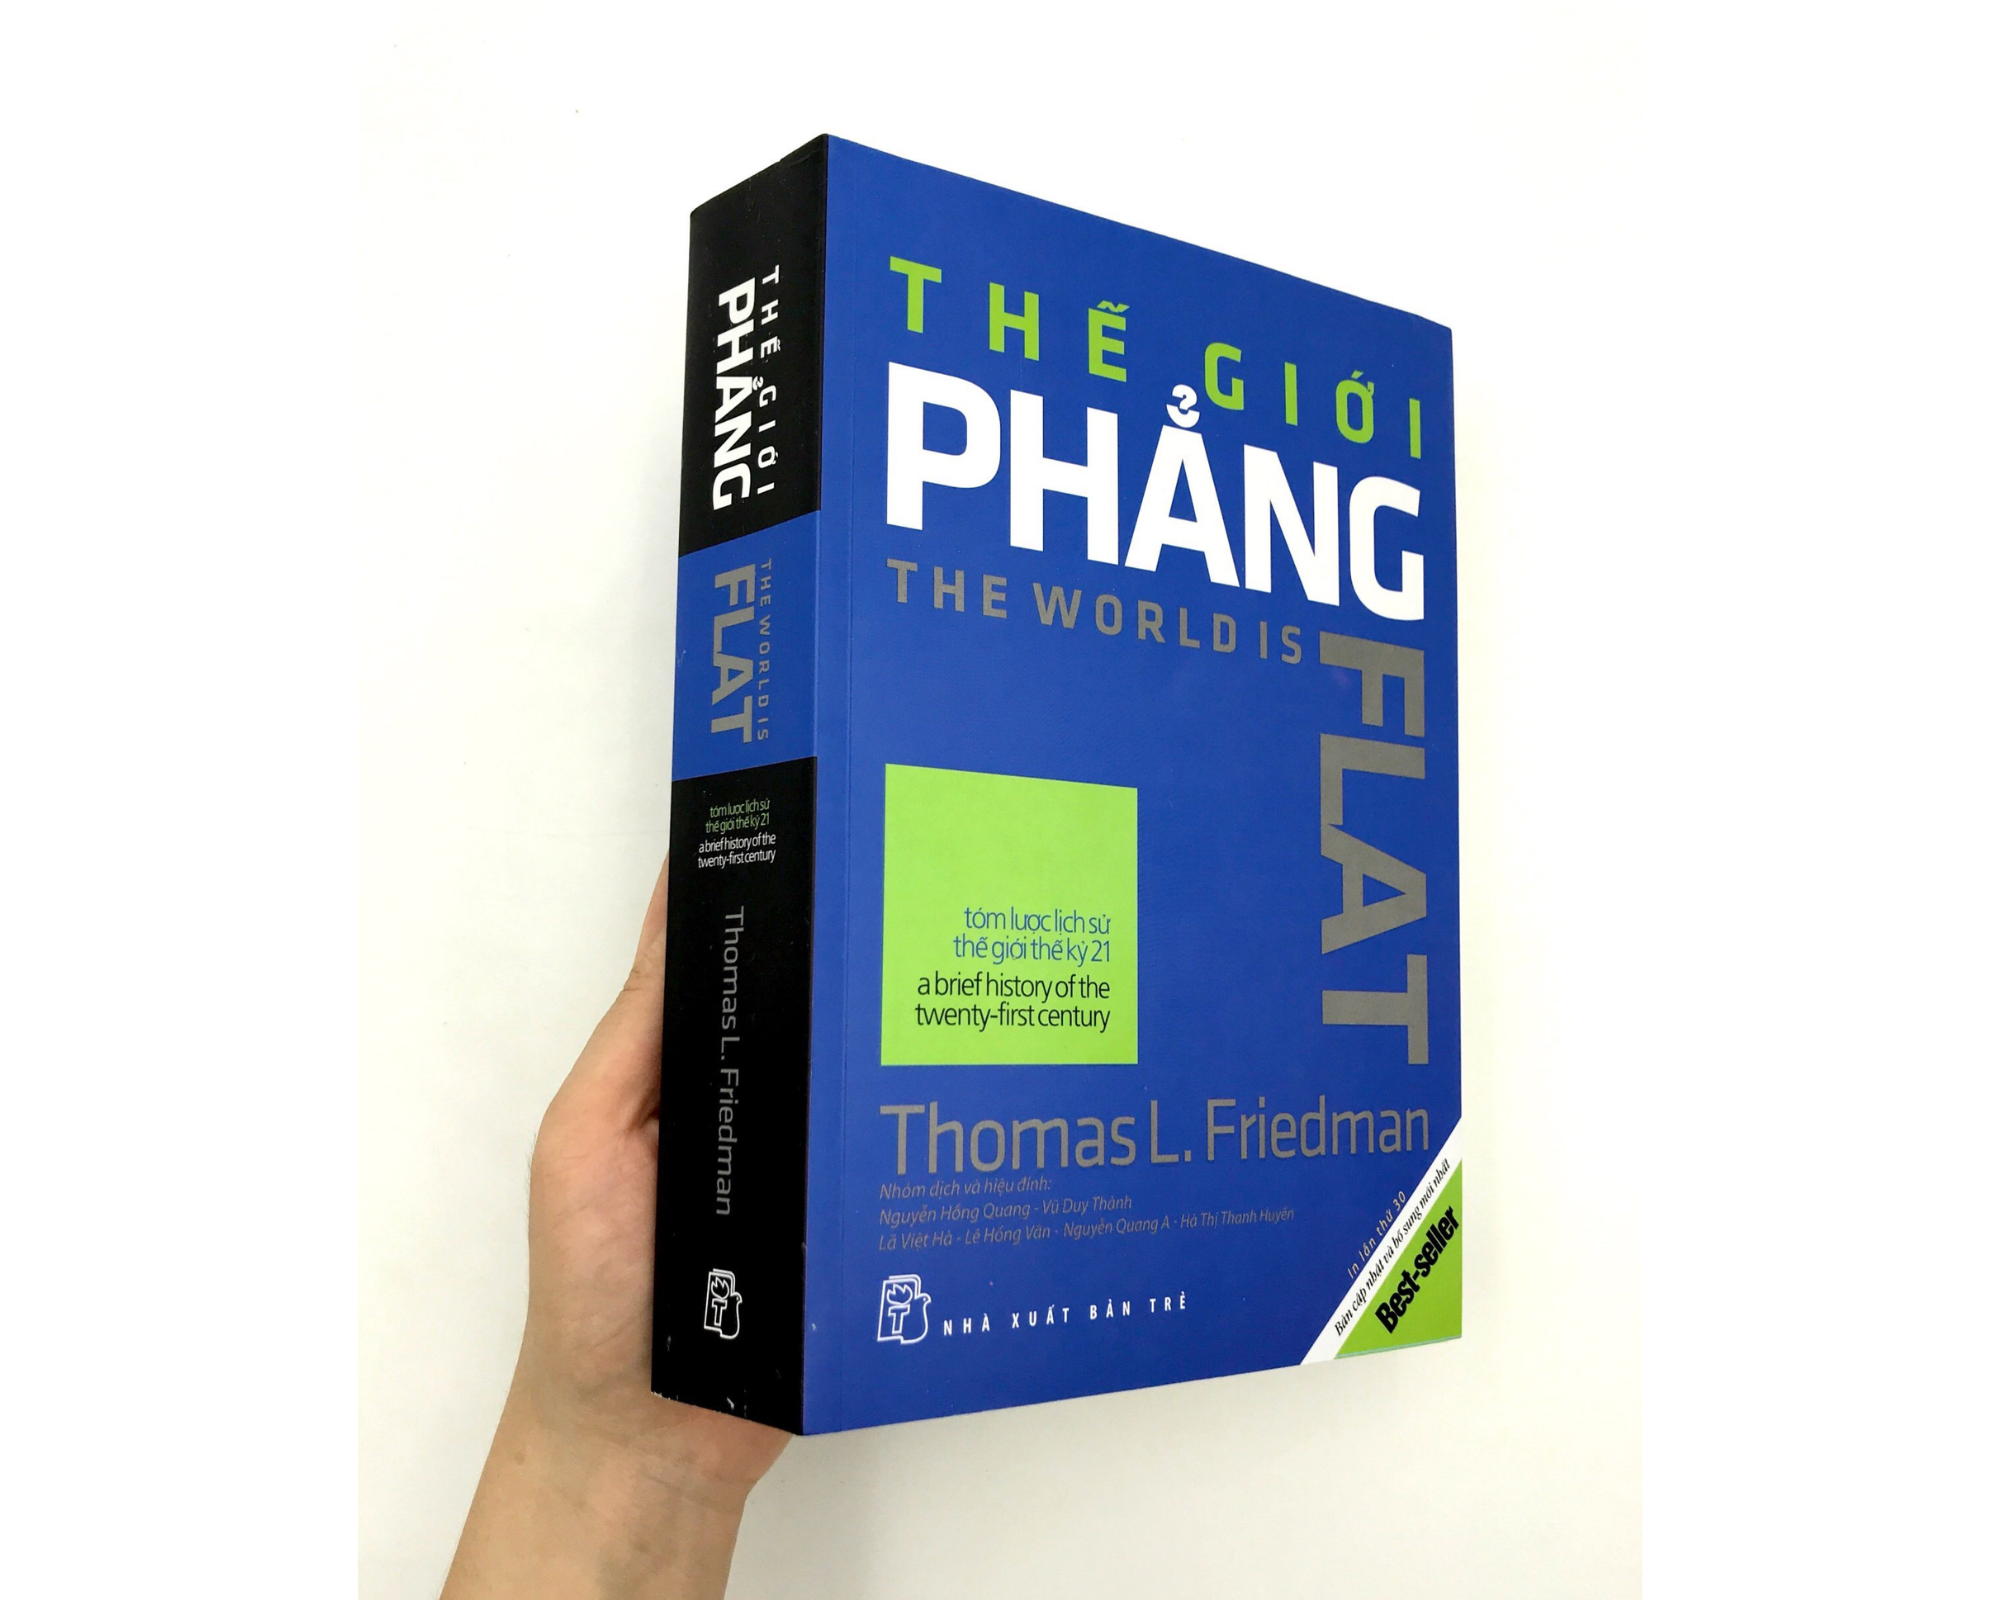 THẾ GIỚI
PHẲNG
THE WORLD IS
FLAT
tóm lược lịch sử
thế giới thế kỷ 21
a brief history of the
twenty-first century
Thomas L. Friedman
THẾ GIỚI
PHẲNG
THE WORLD IS
FLAT
tóm lược lịch sử
thế giới thế kỷ 21
a brief history of the
twenty-first century
Thomas L. Friedman
Nhóm dịch và hiệu đính:
Nguyễn Hồng Quang - Vũ Duy Thành
Lã Việt Hà - Lê Hồng Vân - Nguyễn Quang A - Hà Thị Thanh Huyền
NHÀ XUẤT BẢN TRẺ
In lần thứ 30
Bản cập nhật và bổ sung mới nhất
Best-seller